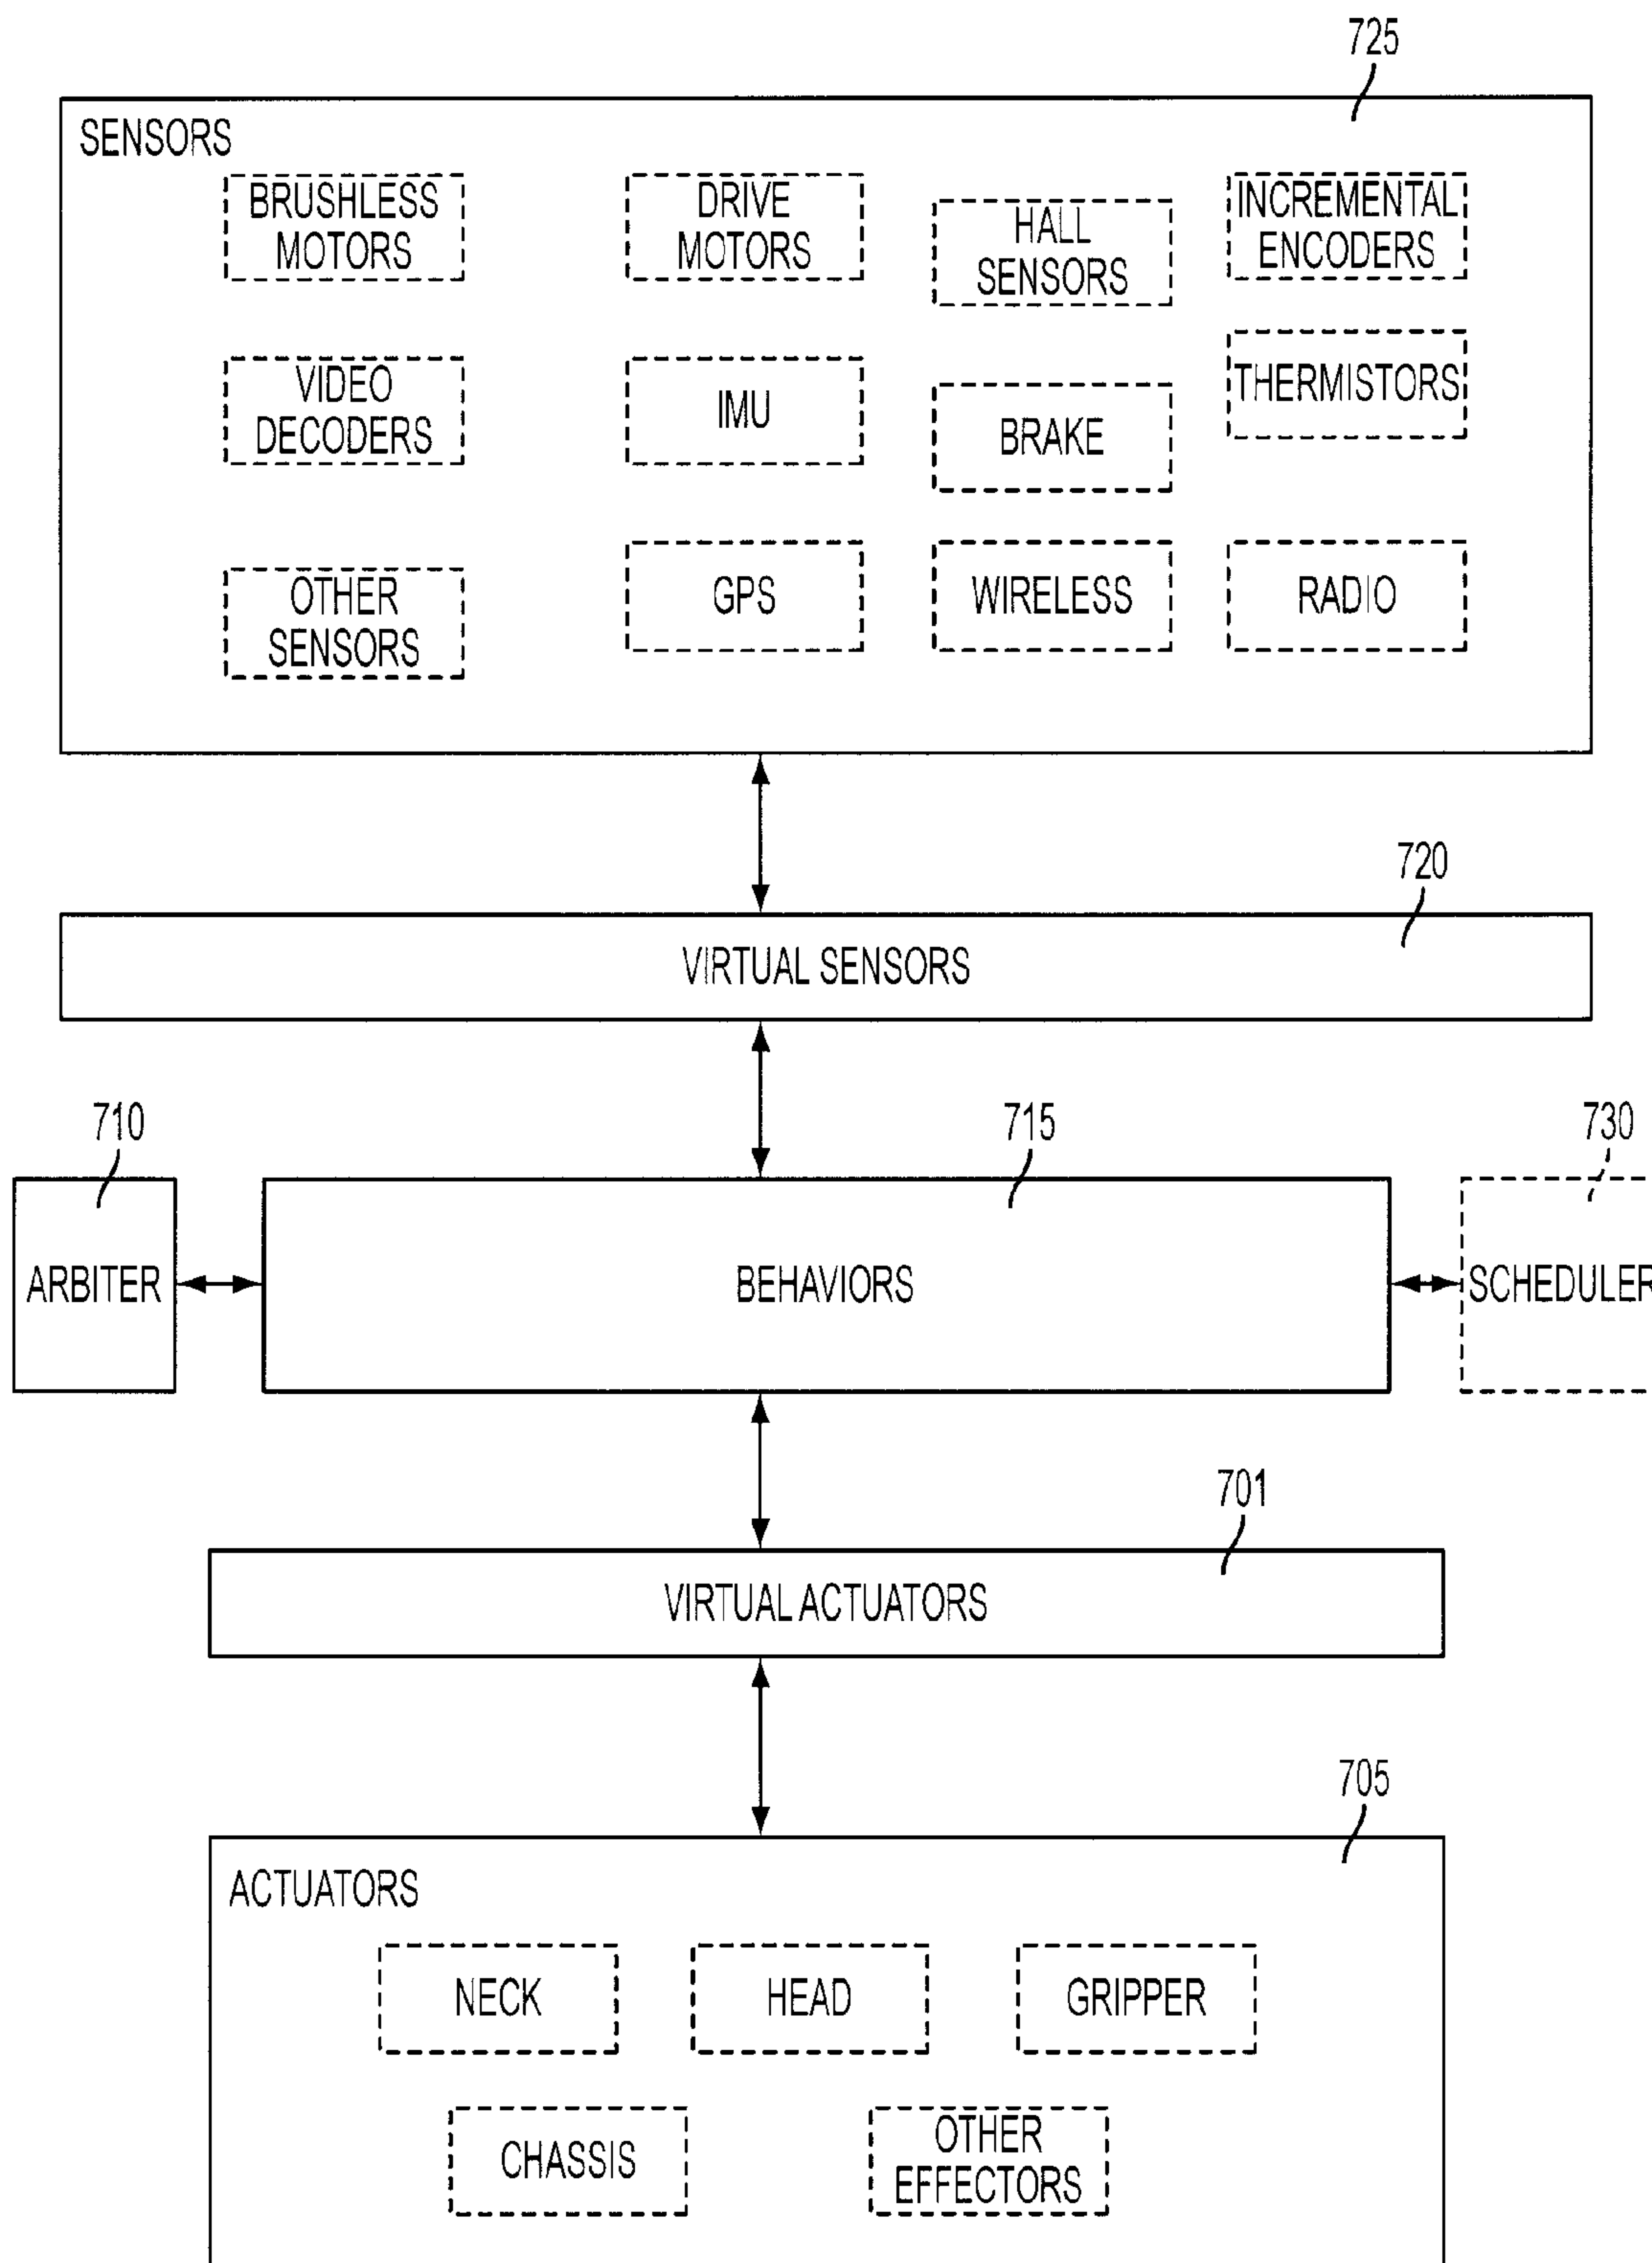 725
SENSORS
BRUSHLESS
MOTORS
DRIVE
MOTORS
HALL
SENSORS
INCREMENTAL
ENCODERS
VIDEO
DECODERS
IMU
BRAKE
THERMISTORS
OTHER
SENSORS
GPS
WIRELESS
RADIO
720
VIRTUAL SENSORS
710
715
730
ARBITER
BEHAVIORS
SCHEDULER
701
VIRTUAL ACTUATORS
705
ACTUATORS
NECK
HEAD
GRIPPER
CHASSIS
OTHER
EFFECTORS